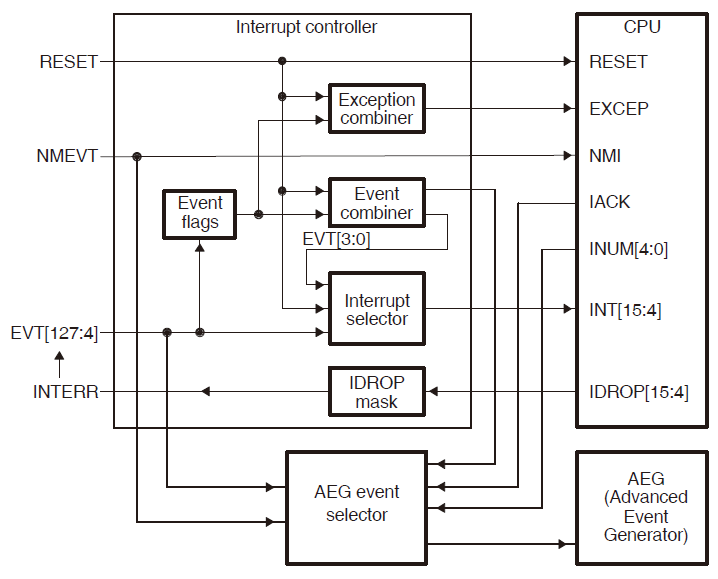 Interrupt controller
CPU
RESET
RESET
Exception
combiner
EXCEP
NMEVT
NMI
Event
flags
Event
combiner
IACK
EVT[3:0]
INUM[4:0]
Interrupt
selector
INT[15:4]
EVT[127:4]
INTERR
IDROP
mask
IDROP[15:4]
AEG event
selector
AEG
(Advanced
Event
Generator)